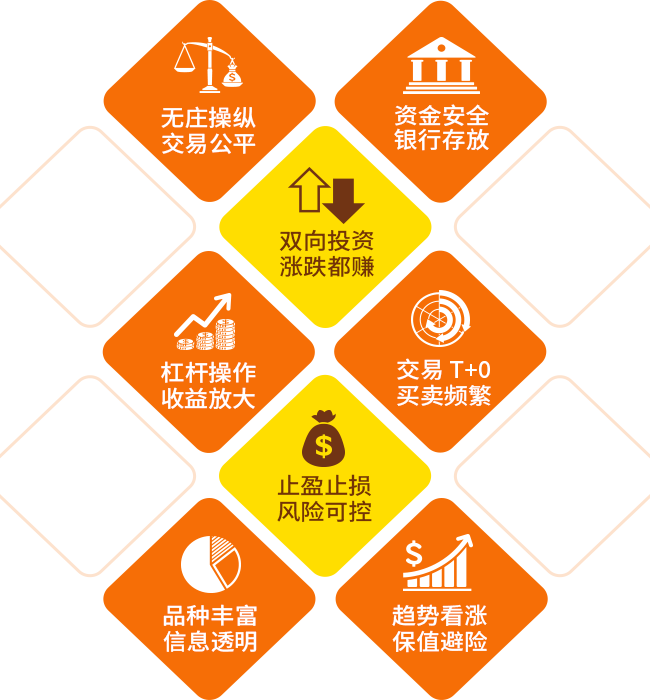 无庄操纵
交易公平
资金安全
银行存放
双向投资
涨跌都赚
杠杆操作
收益放大
交易 T+0
买卖频繁
止盈止损
风险可控
品种丰富
信息透明
趋势看涨
保值避险